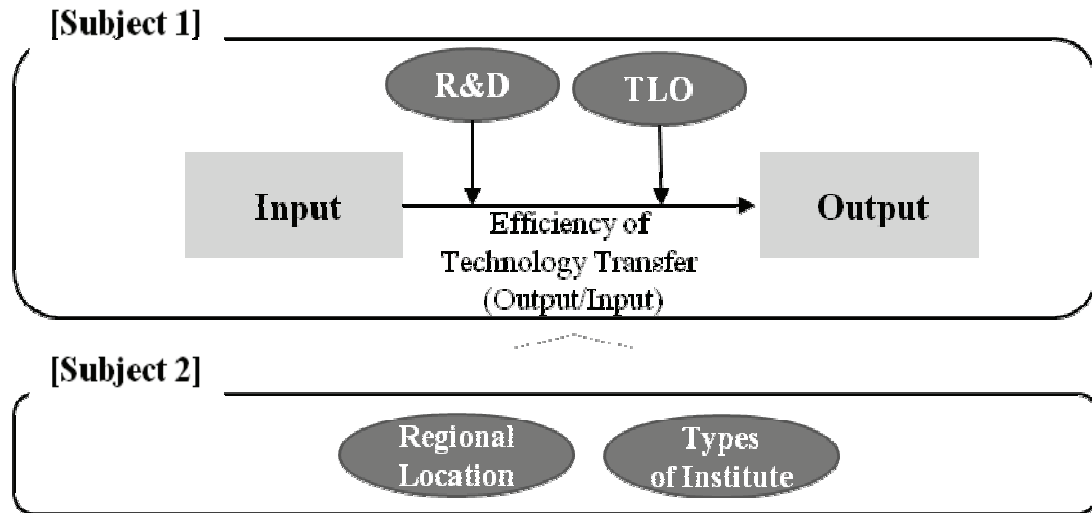 [Subject 1]
R&D
TLO
Input
Output
Efficiency of
Technology Transfer
(Output/Input)
[Subject 2]
Regional
Location
Types
of Institute